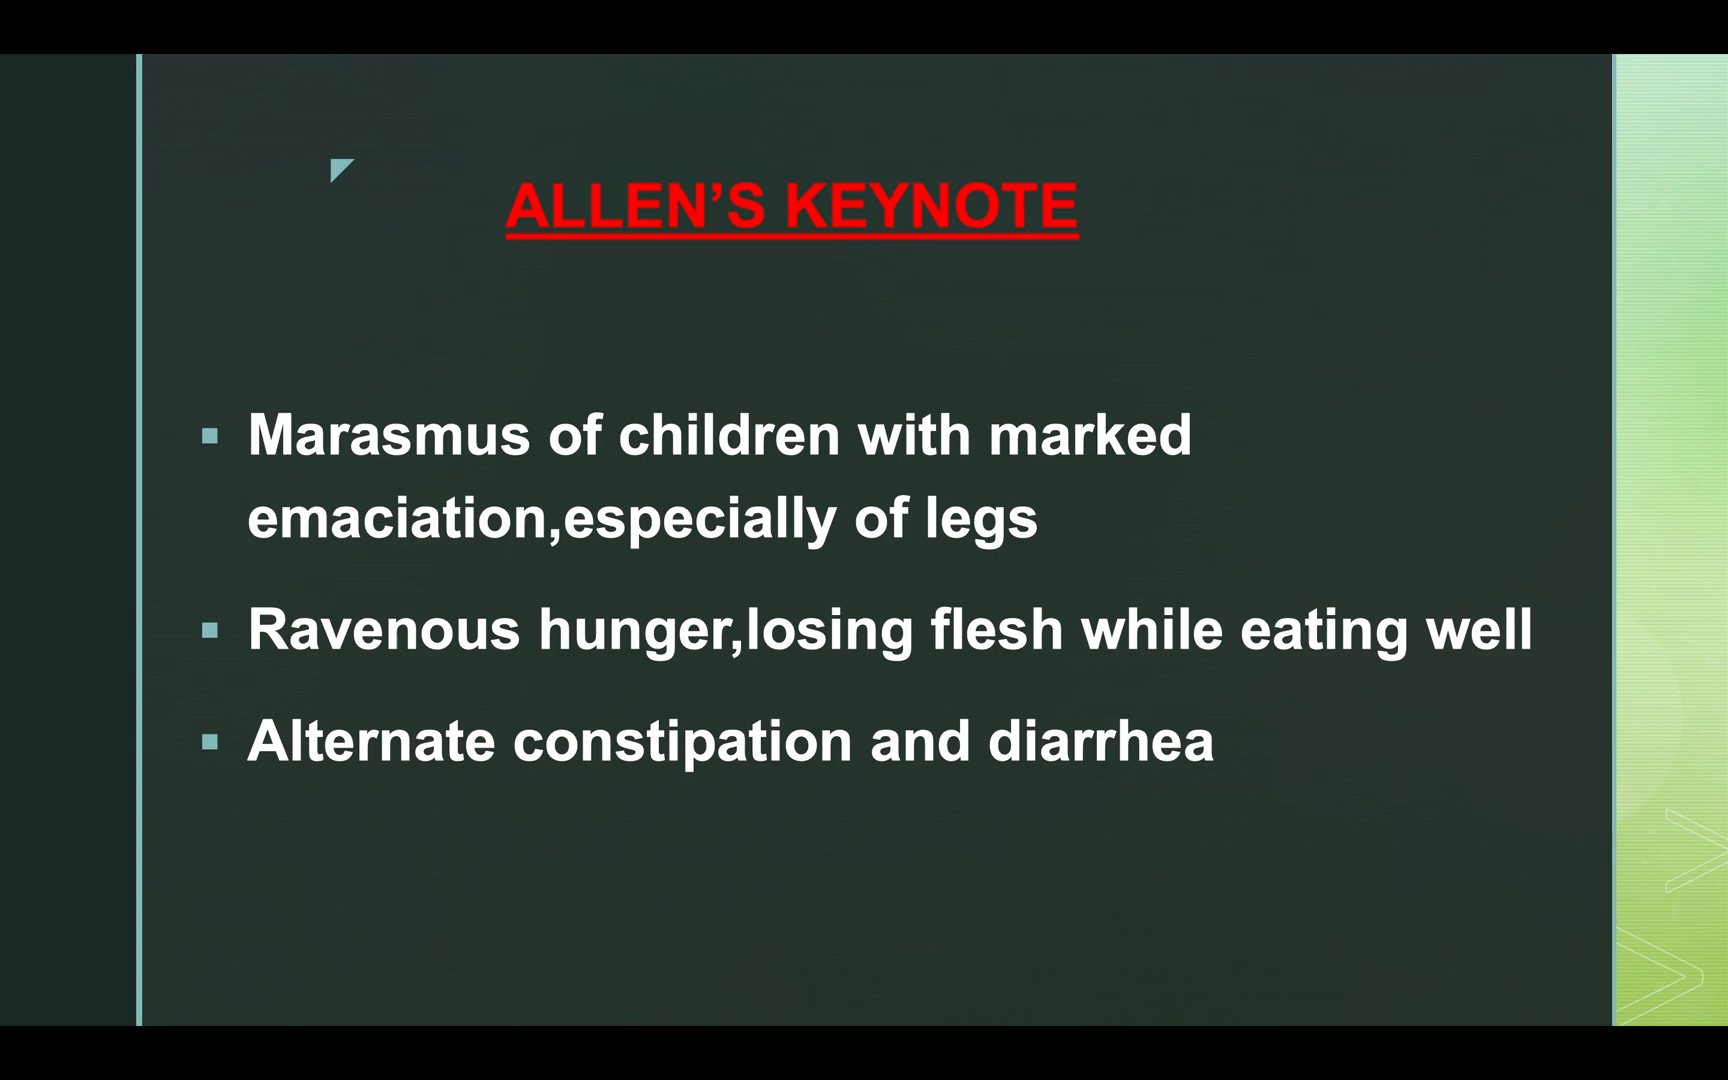 ALLEN’S KEYNOTE
Marasmus of children with marked
emaciation,especially of legs
Ravenous hunger,losing flesh while eating well
Alternate constipation and diarrhea